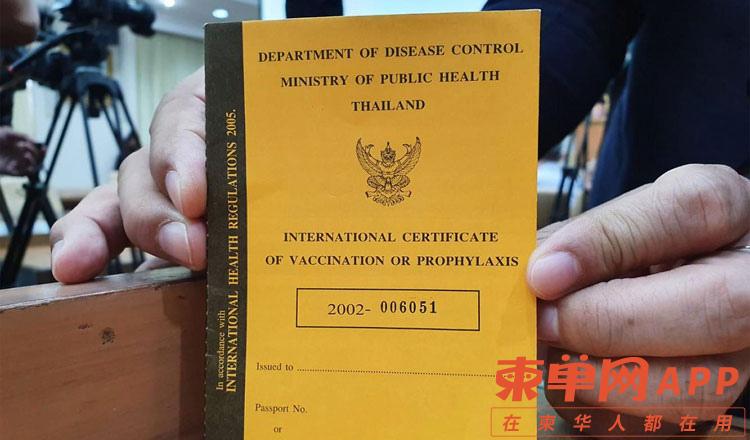 In accordance with
INTERNATIONAL HEALTH REGULATIONS 2005.
DEPARTMENT OF DISEASE CONTROL
MINISTRY OF PUBLIC HEALTH
THAILAND
INTERNATIONAL CERTIFICATE
OF VACCINATION OR PROPHYLAXIS
2002- 006051
Issued to
Passport No.
or
柬单网APP
在柬华人都在用